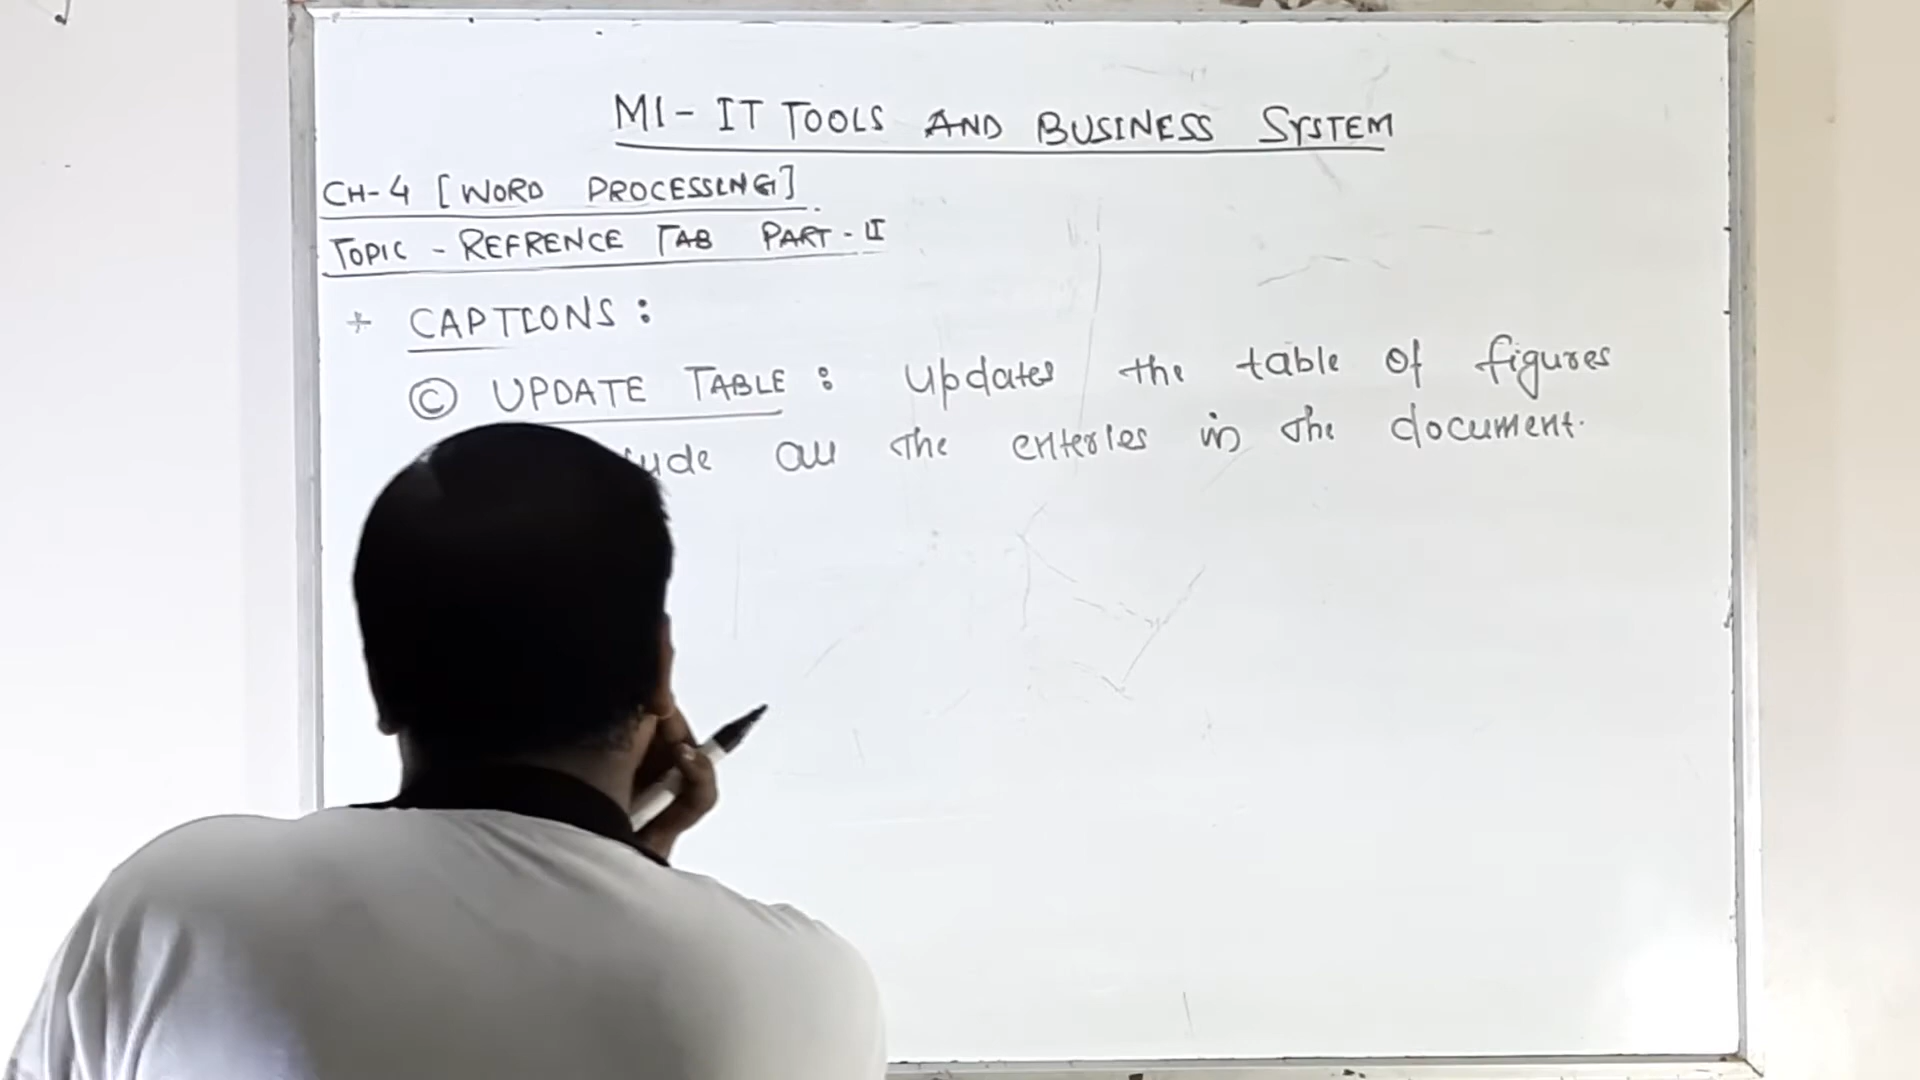 M1- IT TOOLS AND BUSINESS SYSTEM
CH-4 [WORD PROCESSING]
TOPIC - REFRENCE TAB PART-II
+ CAPTIONS :
Ⓒ UPDATE TABLE : Updates the table of figures
all the enteries in the document.